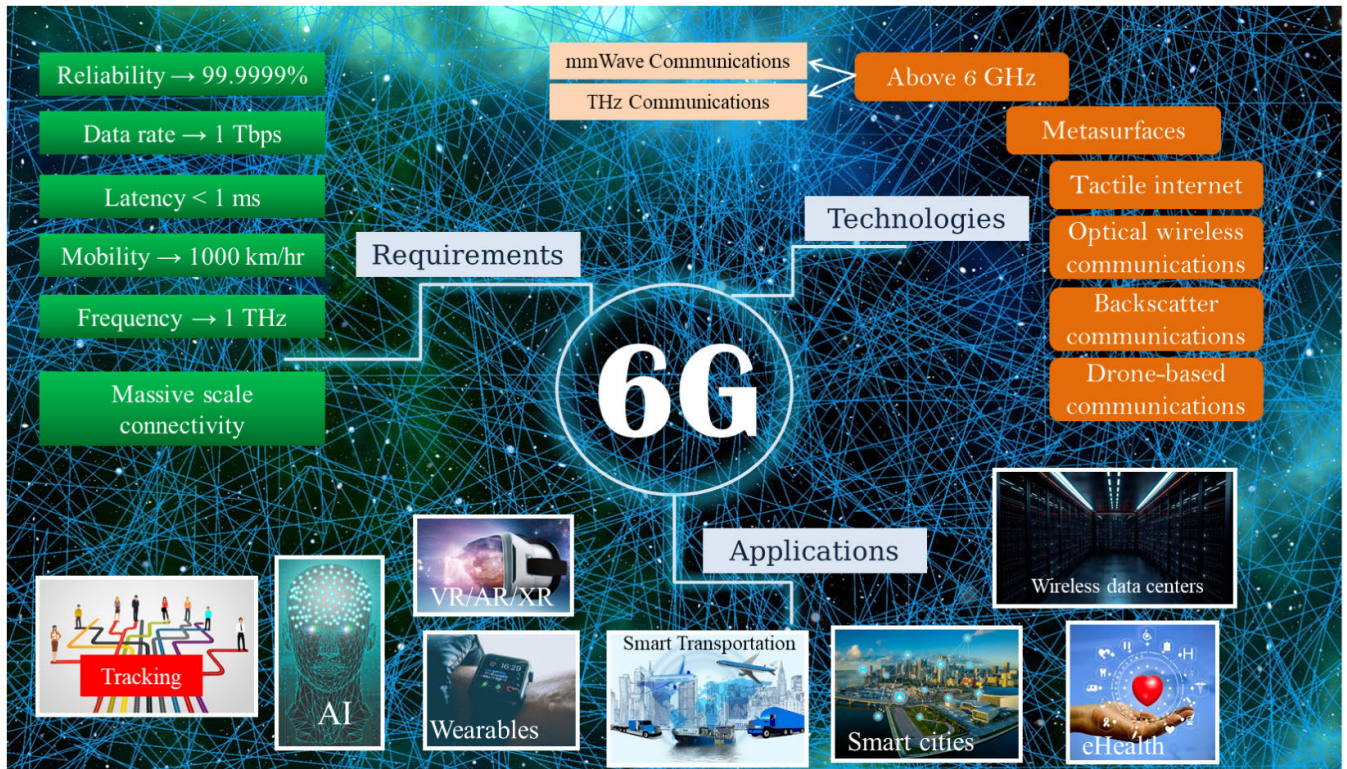 Reliability → 99.9999%
Data rate → 1 Tbps
Latency < 1 ms
Mobility → 1000 km/hr
Frequency → 1 THz
Massive scale
connectivity
Requirements
mmWave Communications
THz Communications
Above 6 GHz
Metasurfaces
Tactile internet
Optical wireless
communications
Backscatter
communications
Drone-based
communications
Technologies
6G
Applications
Tracking
AI
VR/AR/XR
Wearables
16:29
Smart Transportation
Smart cities
Wireless data centers
eHealth
H